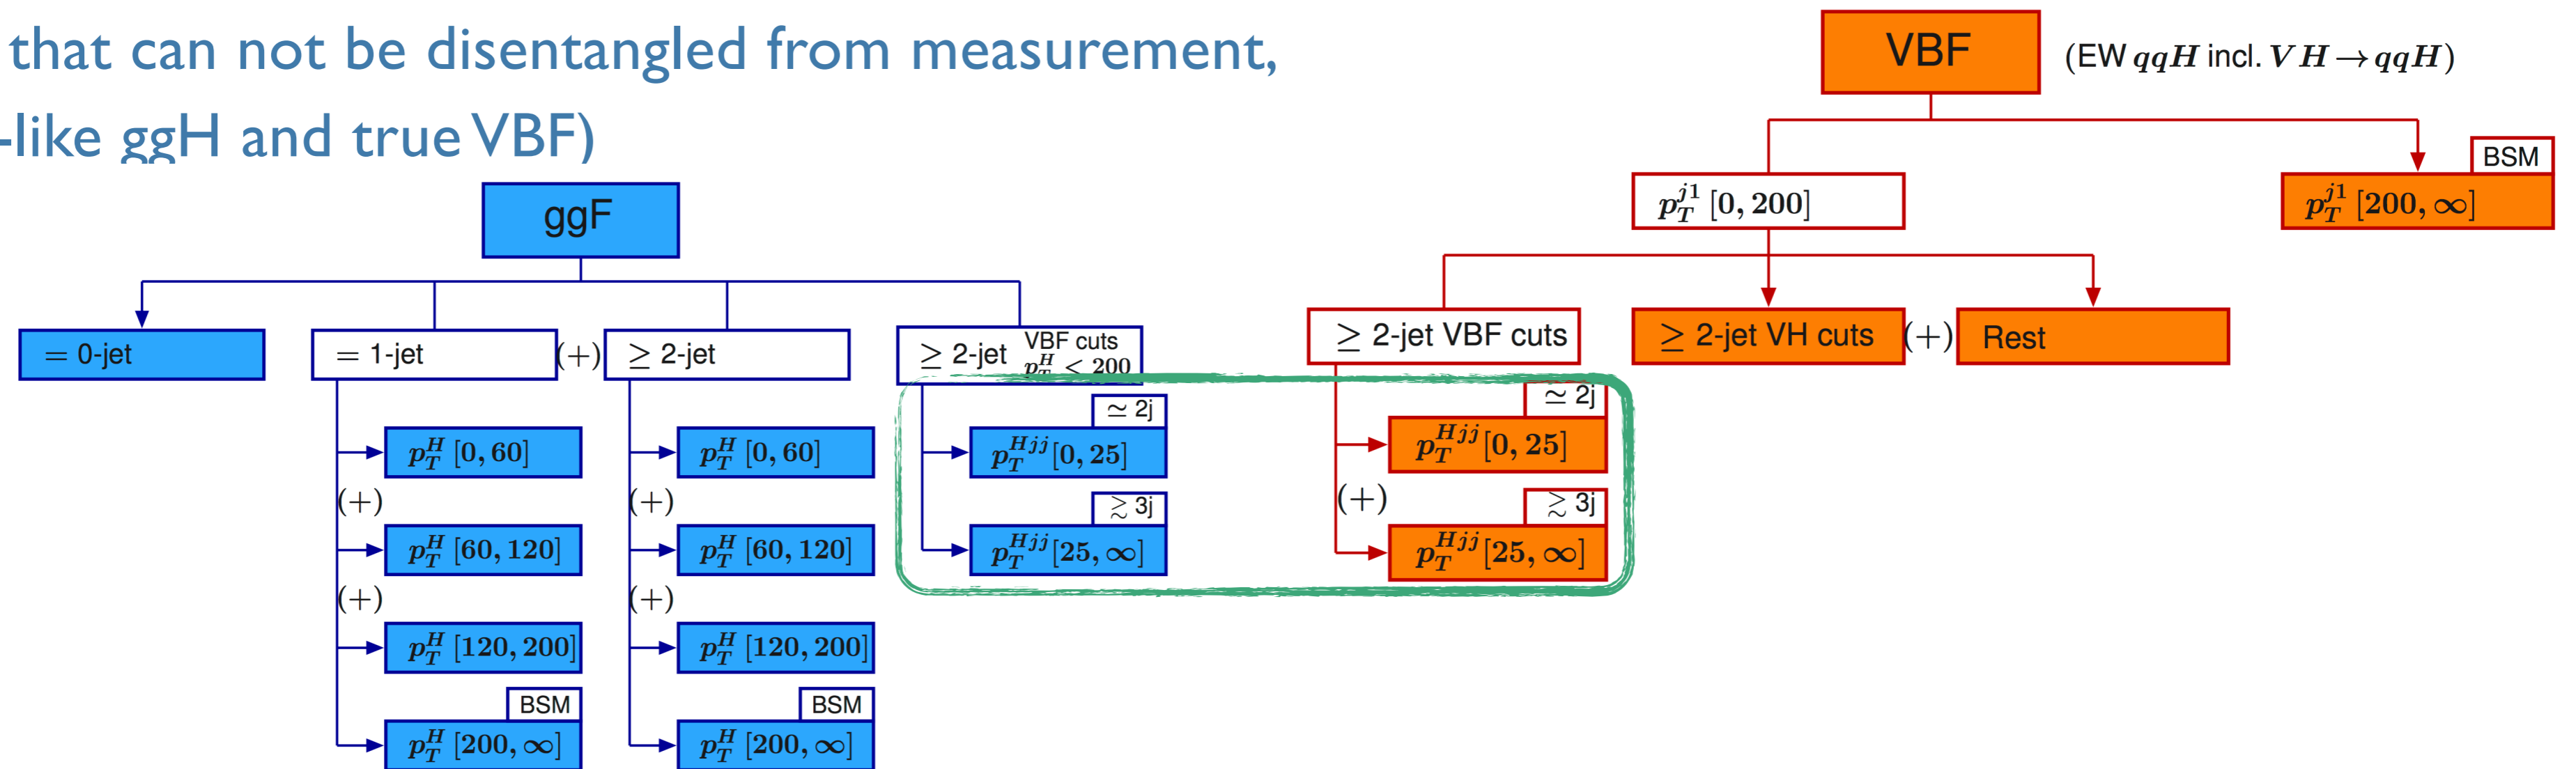 that can not be disentangled from measurement,
-like ggH and true VBF)
VBF
(EW qqH incl. VH → qqH)
BSM
p_T^{j1} [0, 200]
p_T^{j1} [200, ∞]
ggF
= 0-jet
= 1-jet
(+)
≥ 2-jet
≥ 2-jet VBF cuts
p_T^H < 200
≥ 2-jet VBF cuts
≥ 2-jet VH cuts
(+)
Rest
p_T^H [0, 60]
(+)
p_T^H [60, 120]
(+)
p_T^H [120, 200]
BSM
p_T^H [200, ∞]
p_T^H [0, 60]
(+)
p_T^H [60, 120]
(+)
p_T^H [120, 200]
BSM
p_T^H [200, ∞]
≃ 2j
p_T^{Hjj} [0, 25]
≳ 3j
p_T^{Hjj} [25, ∞]
≃ 2j
p_T^{Hjj} [0, 25]
(+)
≳ 3j
p_T^{Hjj} [25, ∞]